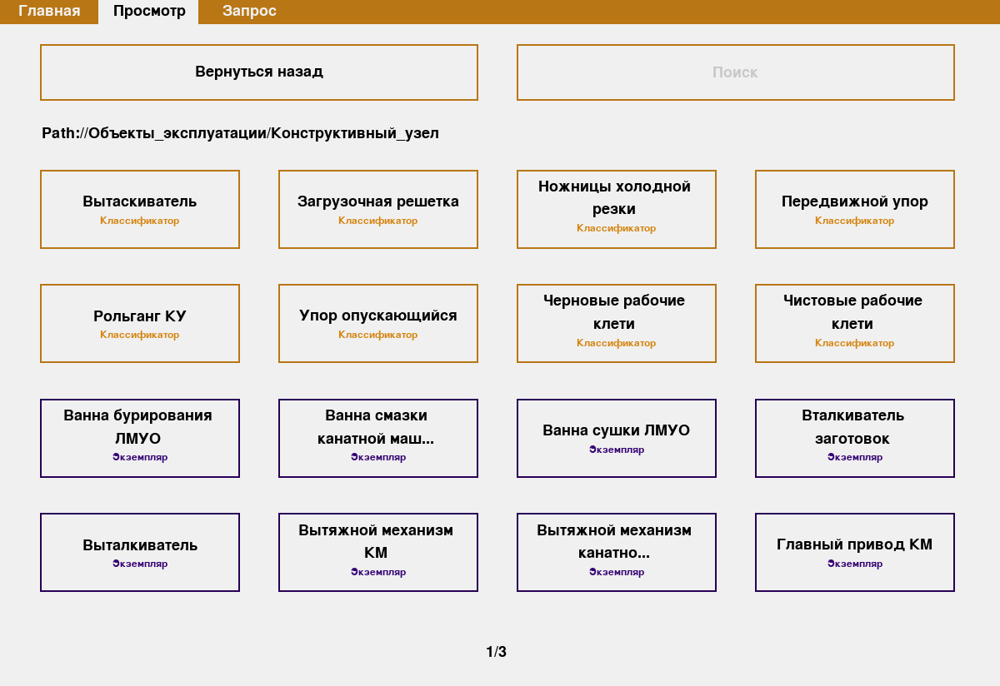 Главная Просмотр Запрос
Вернуться назад Поиск
Path://Объекты_эксплуатации/Конструктивный_узел
Вытаскиватель
Классификатор
Загрузочная решетка
Классификатор
Ножницы холодной
резки
Классификатор
Передвижной упор
Классификатор
Рольганг КУ
Классификатор
Упор опускающийся
Классификатор
Черновые рабочие
клети
Классификатор
Чистовые рабочие
клети
Классификатор
Ванна бурирования
ЛМУО
Экземпляр
Ванна смазки
канатной маш...
Экземпляр
Ванна сушки ЛМУО
Экземпляр
Вталкиватель
заготовок
Экземпляр
Выталкиватель
Экземпляр
Вытяжной механизм
КМ
Экземпляр
Вытяжной механизм
канатно...
Экземпляр
Главный привод КМ
Экземпляр
1/3